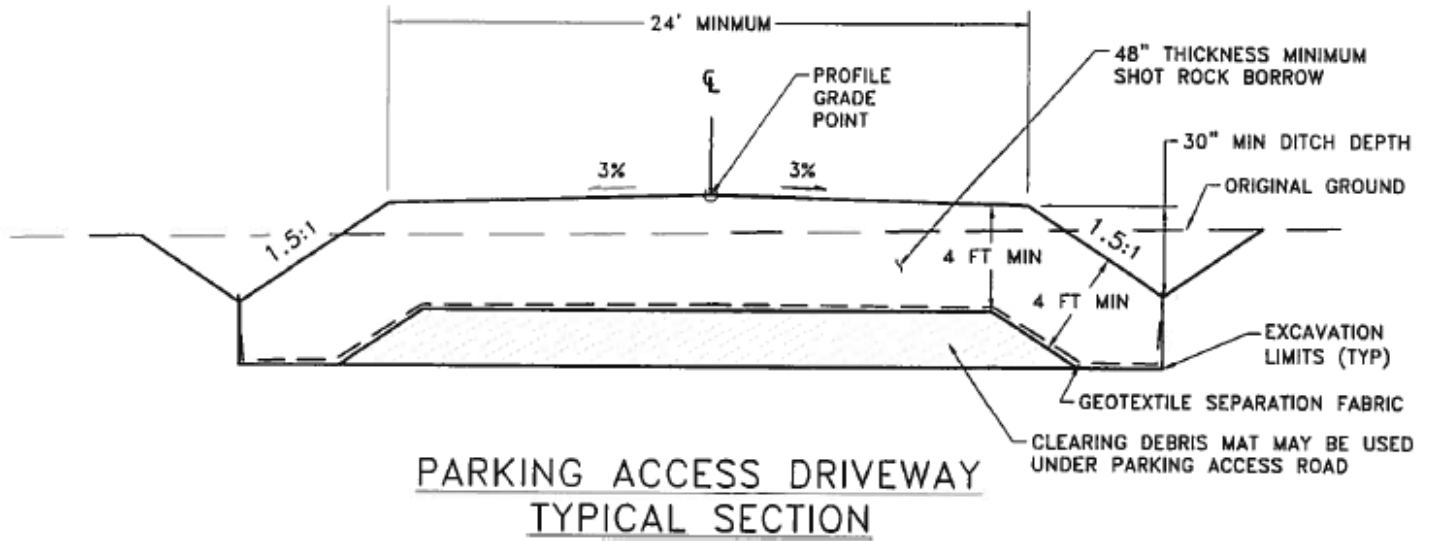 24' MINMUM
48" THICKNESS MINIMUM
SHOT ROCK BORROW
℄
PROFILE
GRADE
POINT
30" MIN DITCH DEPTH
3%
3%
ORIGINAL GROUND
1.5:1
1.5:1
4 FT MIN
4 FT MIN
EXCAVATION
LIMITS (TYP)
GEOTEXTILE SEPARATION FABRIC
CLEARING DEBRIS MAT MAY BE USED
UNDER PARKING ACCESS ROAD
PARKING ACCESS DRIVEWAY
TYPICAL SECTION